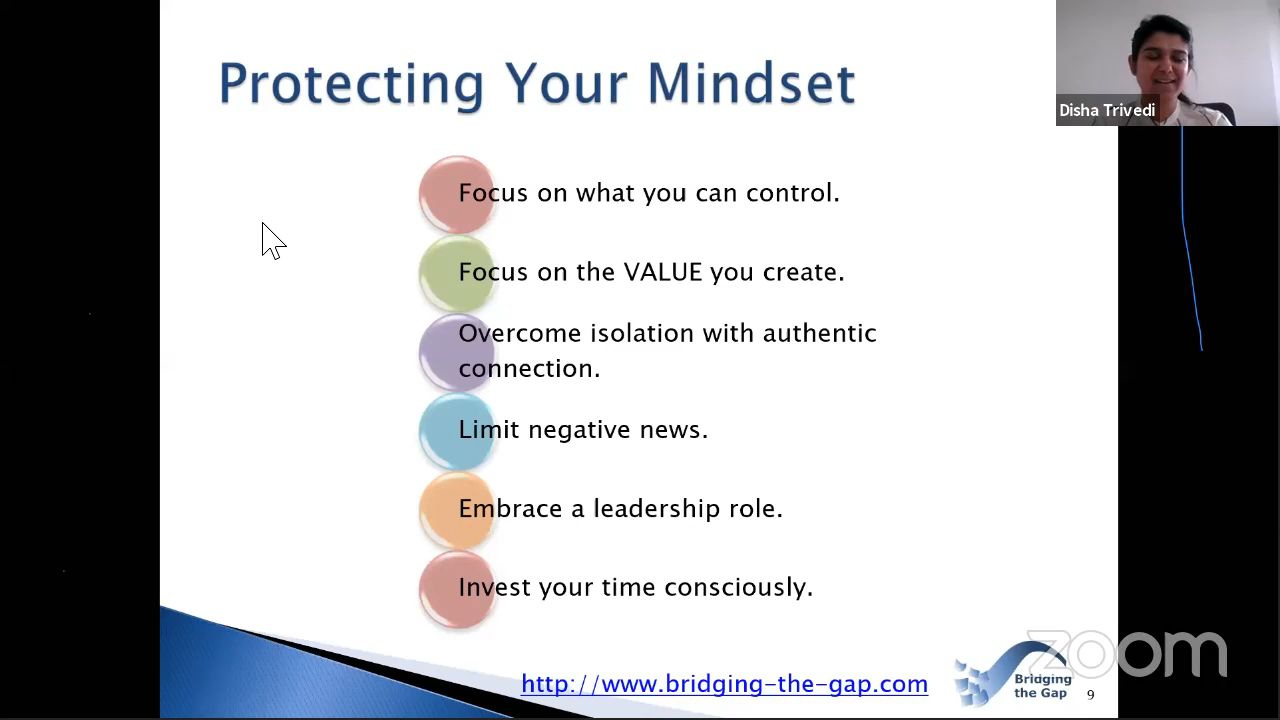 Protecting Your Mindset
Disha Trivedi
Focus on what you can control.
Focus on the VALUE you create.
Overcome isolation with authentic
connection.
Limit negative news.
Embrace a leadership role.
Invest your time consciously.
http://www.bridging-the-gap.com
Bridging
the Gap
9
zoom